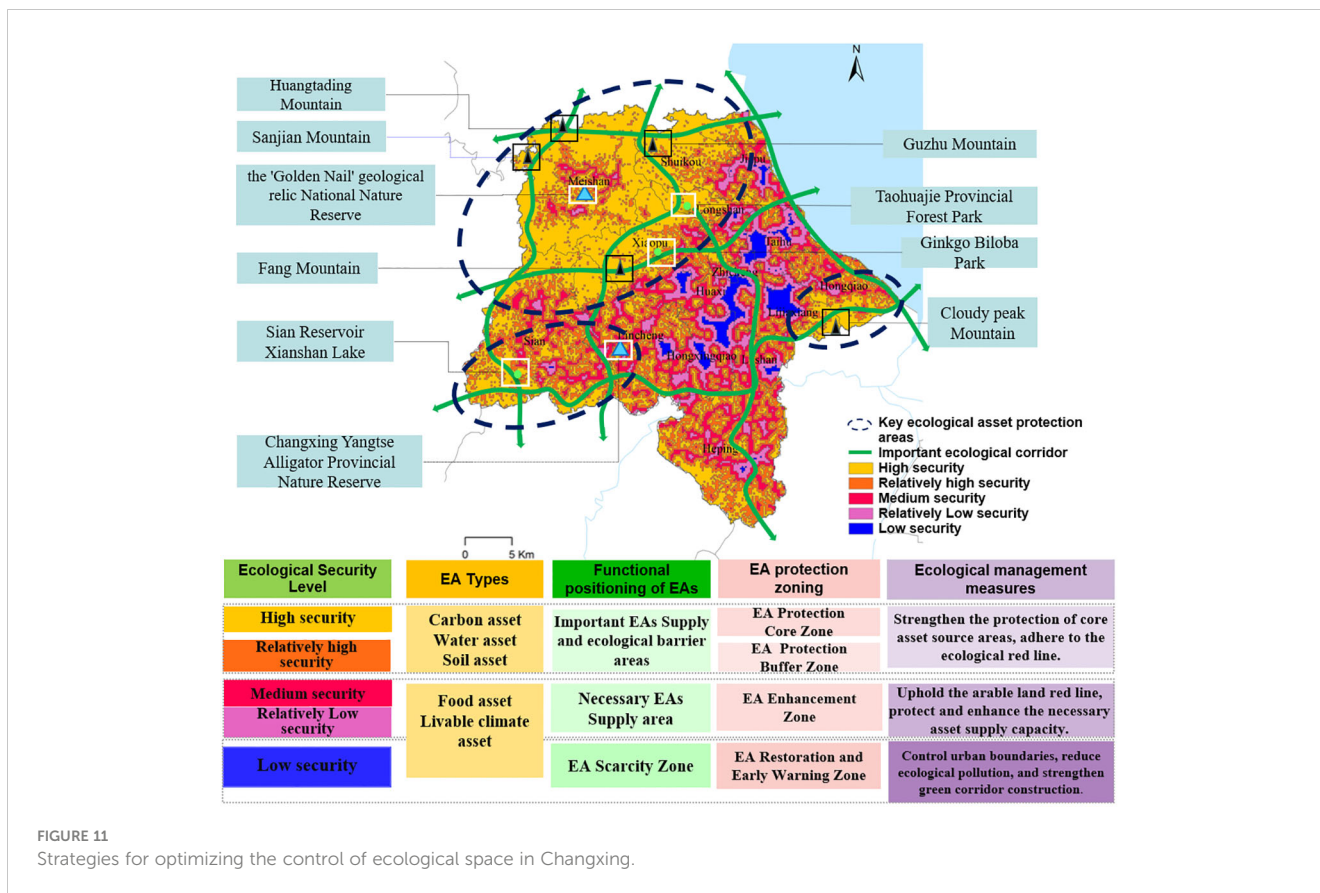 N
Huangtading
Mountain
Sanjian Mountain
the 'Golden Nail' geological
relic National Nature
Reserve
Fang Mountain
Sian Reservoir
Xianshan Lake
Changxing Yangtse
Alligator Provincial
Nature Reserve
Guzhu Mountain
Taohuajie Provincial
Forest Park
Ginkgo Biloba
Park
Cloudy peak
Mountain
Shuikou
Meishan
Longshan
Xiaopu
Taihu
Huaxi
Hongqiao
Lincheng
Sian
Hongxingqiao
Heping
Key ecological asset protection
areas
Important ecological corridor
High security
Relatively high security
Medium security
Relatively Low security
Low security
0 5 Km
Ecological Security
Level
EA Types
Functional
positioning of EAs
EA protection
zoning
Ecological management
measures
High security
Relatively high
security
Carbon asset
Water asset
Soil asset
Important EAs Supply
and ecological barrier
areas
EA Protection
Core Zone
EA Protection
Buffer Zone
Strengthen the protection of core
asset source areas, adhere to the
ecological red line.
Medium security
Relatively Low
security
Food asset
Livable climate
asset
Necessary EAs
Supply area
EA Enhancement
Zone
Uphold the arable land red line,
protect and enhance the necessary
asset supply capacity.
Low security
EA Scarcity Zone
EA Restoration and
Early Warning Zone
Control urban boundaries, reduce
ecological pollution, and strengthen
green corridor construction.
FIGURE 11
Strategies for optimizing the control of ecological space in Changxing.